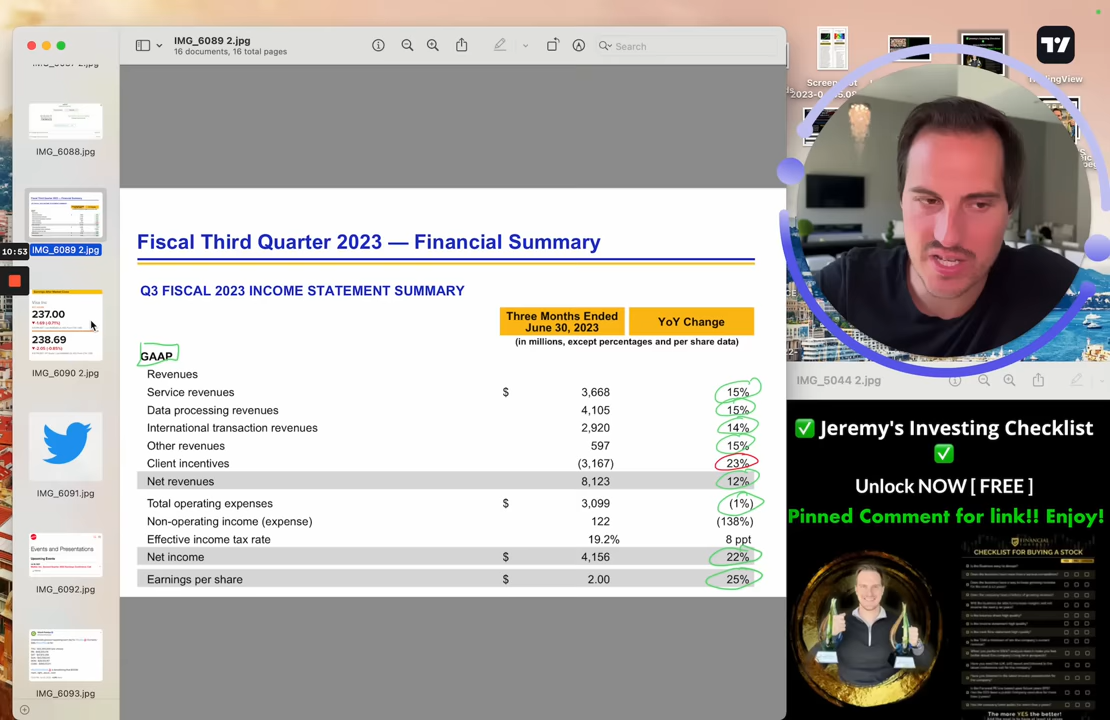 IMG_6089 2.jpg
16 documents, 16 total pages
Search
IMG_6088.jpg
IMG_6089 2.jpg
10:53
237.00
238.69
IMG_6090 2.jpg
IMG_6091.jpg
Events and Presentations
IMG_6092.jpg
IMG_6093.jpg
Fiscal Third Quarter 2023 — Financial Summary
Q3 FISCAL 2023 INCOME STATEMENT SUMMARY
Three Months Ended
June 30, 2023
YoY Change
(in millions, except percentages and per share data)
GAAP
Revenues
Service revenues $ 3,668 15%
Data processing revenues 4,105 15%
International transaction revenues 2,920 14%
Other revenues 597 15%
Client incentives (3,167) 23%
Net revenues 8,123 12%
Total operating expenses $ 3,099 (1%)
Non-operating income (expense) 122 (138%)
Effective income tax rate 19.2% 8 ppt
Net income $ 4,156 22%
Earnings per share $ 2.00 25%
IMG_5044 2.jpg
✅ Jeremy's Investing Checklist
✅
Unlock NOW [ FREE ]
Pinned Comment for link!! Enjoy!
FINANCIAL
CHECKLIST FOR BUYING A STOCK
The more YES the better!